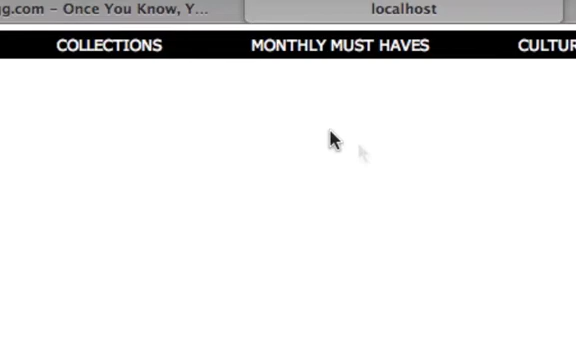 g.com – Once You Know, Y...
localhost
COLLECTIONS
MONTHLY MUST HAVES
CULTUR